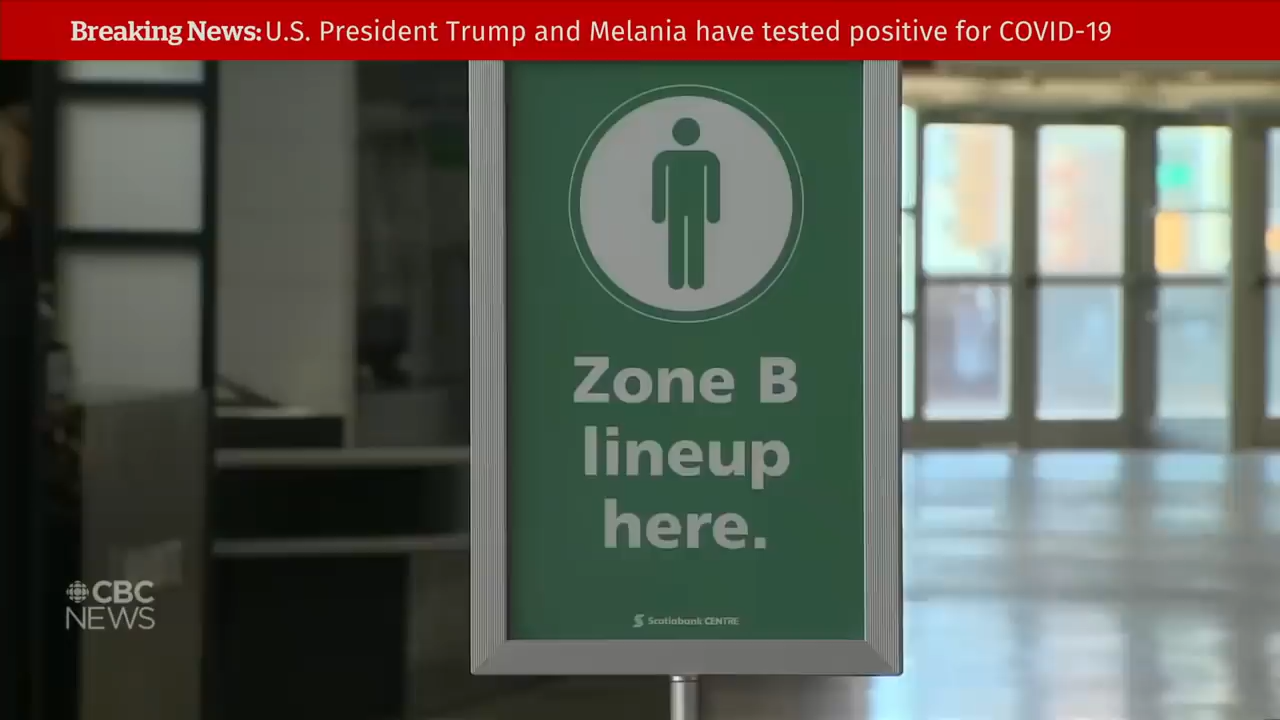 Breaking News: U.S. President Trump and Melania have tested positive for COVID-19
Zone B
lineup
here.
Scotiabank CENTRE
CBC
NEWS